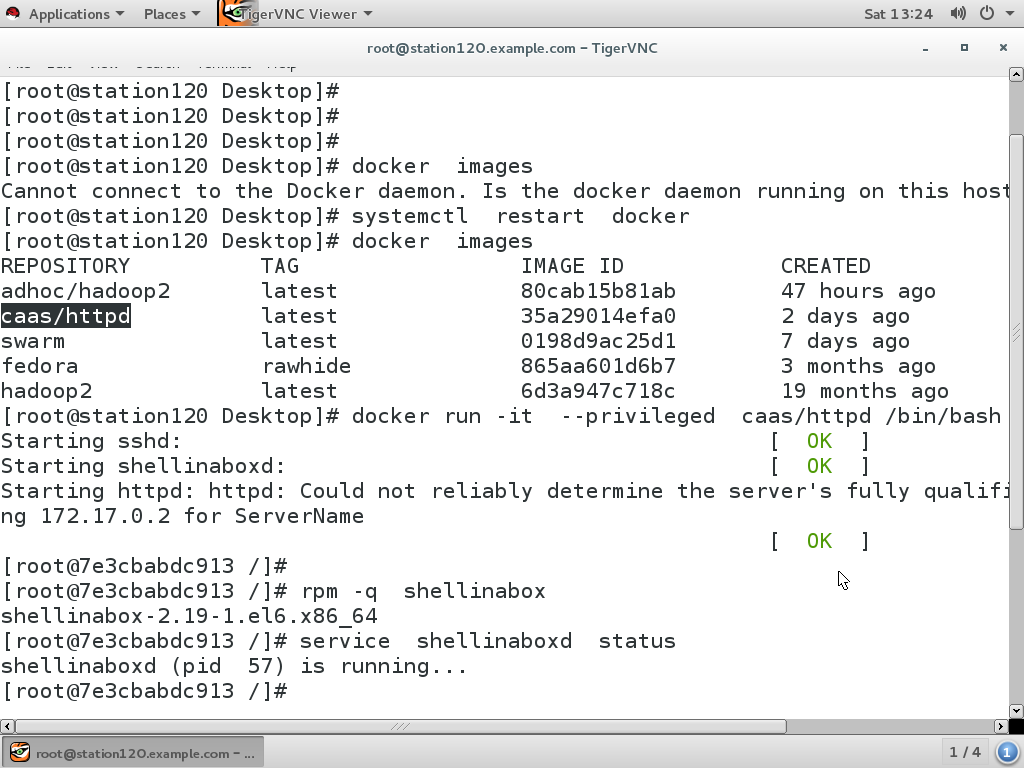 Applications Places TigerVNC Viewer Sat 13:24
root@station120.example.com – TigerVNC
[root@station120 Desktop]#
[root@station120 Desktop]#
[root@station120 Desktop]#
[root@station120 Desktop]# docker  images
Cannot connect to the Docker daemon. Is the docker daemon running on this host
[root@station120 Desktop]# systemctl  restart  docker
[root@station120 Desktop]# docker  images
REPOSITORY          TAG                 IMAGE ID            CREATED
adhoc/hadoop2       latest              80cab15b81ab        47 hours ago
caas/httpd          latest              35a29014efa0        2 days ago
swarm               latest              0198d9ac25d1        7 days ago
fedora              rawhide             865aa601d6b7        3 months ago
hadoop2             latest              6d3a947c718c        19 months ago
[root@station120 Desktop]# docker run -it  --privileged  caas/httpd /bin/bash
Starting sshd:                                             [  OK  ]
Starting shellinaboxd:                                     [  OK  ]
Starting httpd: httpd: Could not reliably determine the server's fully qualifi
ng 172.17.0.2 for ServerName
                                                           [  OK  ]
[root@7e3cbabdc913 /]#
[root@7e3cbabdc913 /]# rpm -q  shellinabox
shellinabox-2.19-1.el6.x86_64
[root@7e3cbabdc913 /]# service  shellinaboxd  status
shellinaboxd (pid  57) is running...
[root@7e3cbabdc913 /]#
root@station120.example.com – ... 1 / 4 1